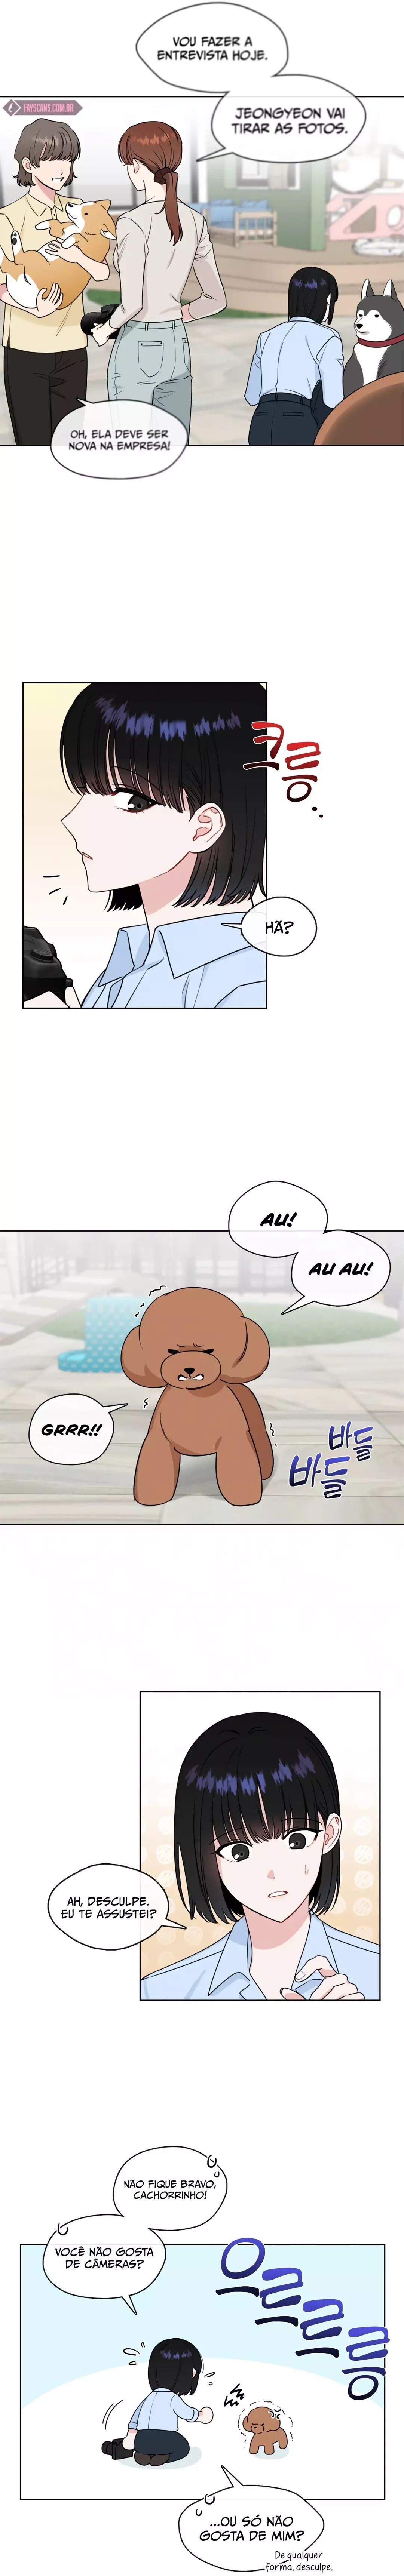 VOU FAZER A
ENTREVISTA HOJE.
JEONGYEON VAI
TIRAR AS FOTOS.
FAYSCANS.COM.BR
OH, ELA DEVE SER
NOVA NA EMPRESA!
크릉..
HÃ?
AU!
AU AU!
GRRR!!
바들
바들
AH, DESCULPE.
EU TE ASSUSTEI?
NÃO FIQUE BRAVO,
CACHORRINHO!
VOCÊ NÃO GOSTA
DE CÂMERAS?
으르르릉
...OU SÓ NÃO
GOSTA DE MIM?
De qualquer
forma, desculpe.